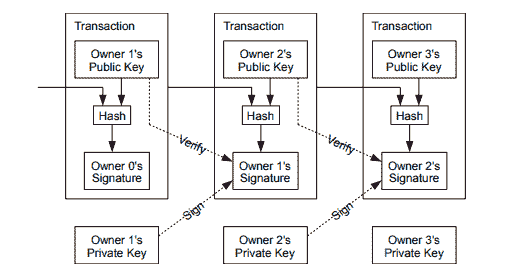 Transaction
Transaction
Transaction
Owner 1's
Public Key
Owner 2's
Public Key
Owner 3's
Public Key
Hash
Hash
Hash
Verify
Verify
Owner 0's
Signature
Owner 1's
Signature
Owner 2's
Signature
Sign
Sign
Owner 1's
Private Key
Owner 2's
Private Key
Owner 3's
Private Key